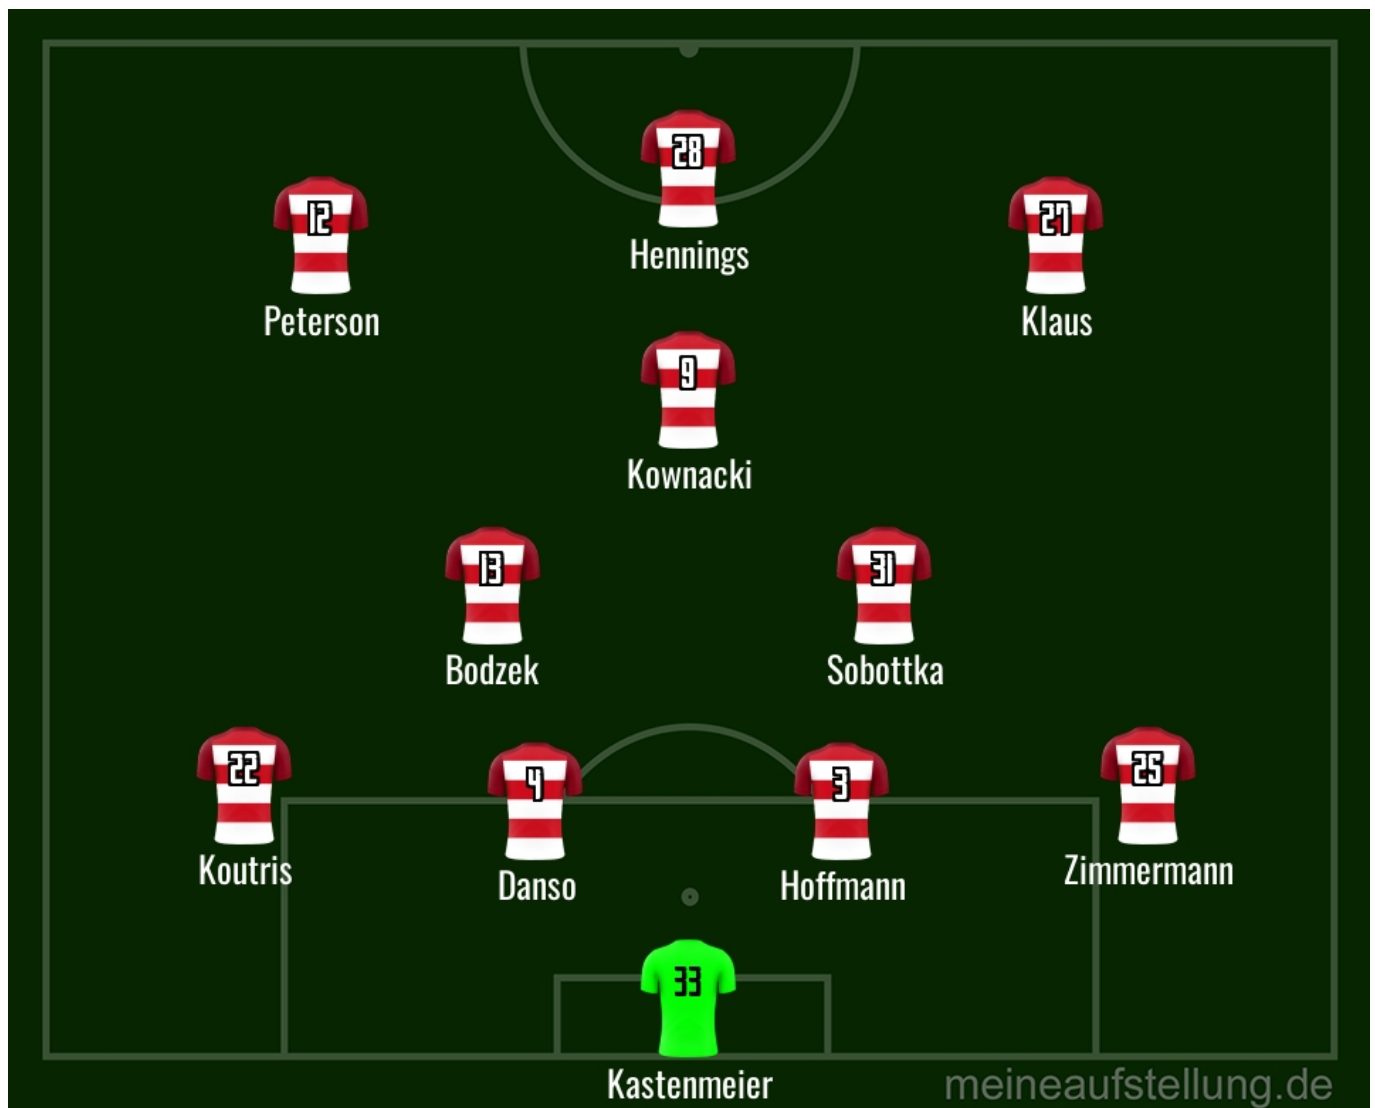 28
Hennings
12
Peterson
27
Klaus
9
Kownacki
13
Bodzek
31
Sobottka
22
Koutris
4
Danso
3
Hoffmann
25
Zimmermann
33
Kastenmeier
meineaufstellung.de